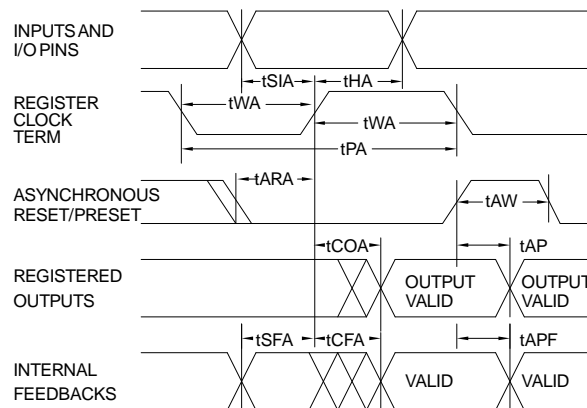 INPUTS AND
I/O PINS
tSIA
tHA
REGISTER
CLOCK
TERM
tWA
tWA
tPA
ASYNCHRONOUS
RESET/PRESET
tARA
tAW
REGISTERED
OUTPUTS
tCOA
tAP
OUTPUT
VALID
OUTPUT
VALID
INTERNAL
FEEDBACKS
tSFA
tCFA
tAPF
VALID
VALID